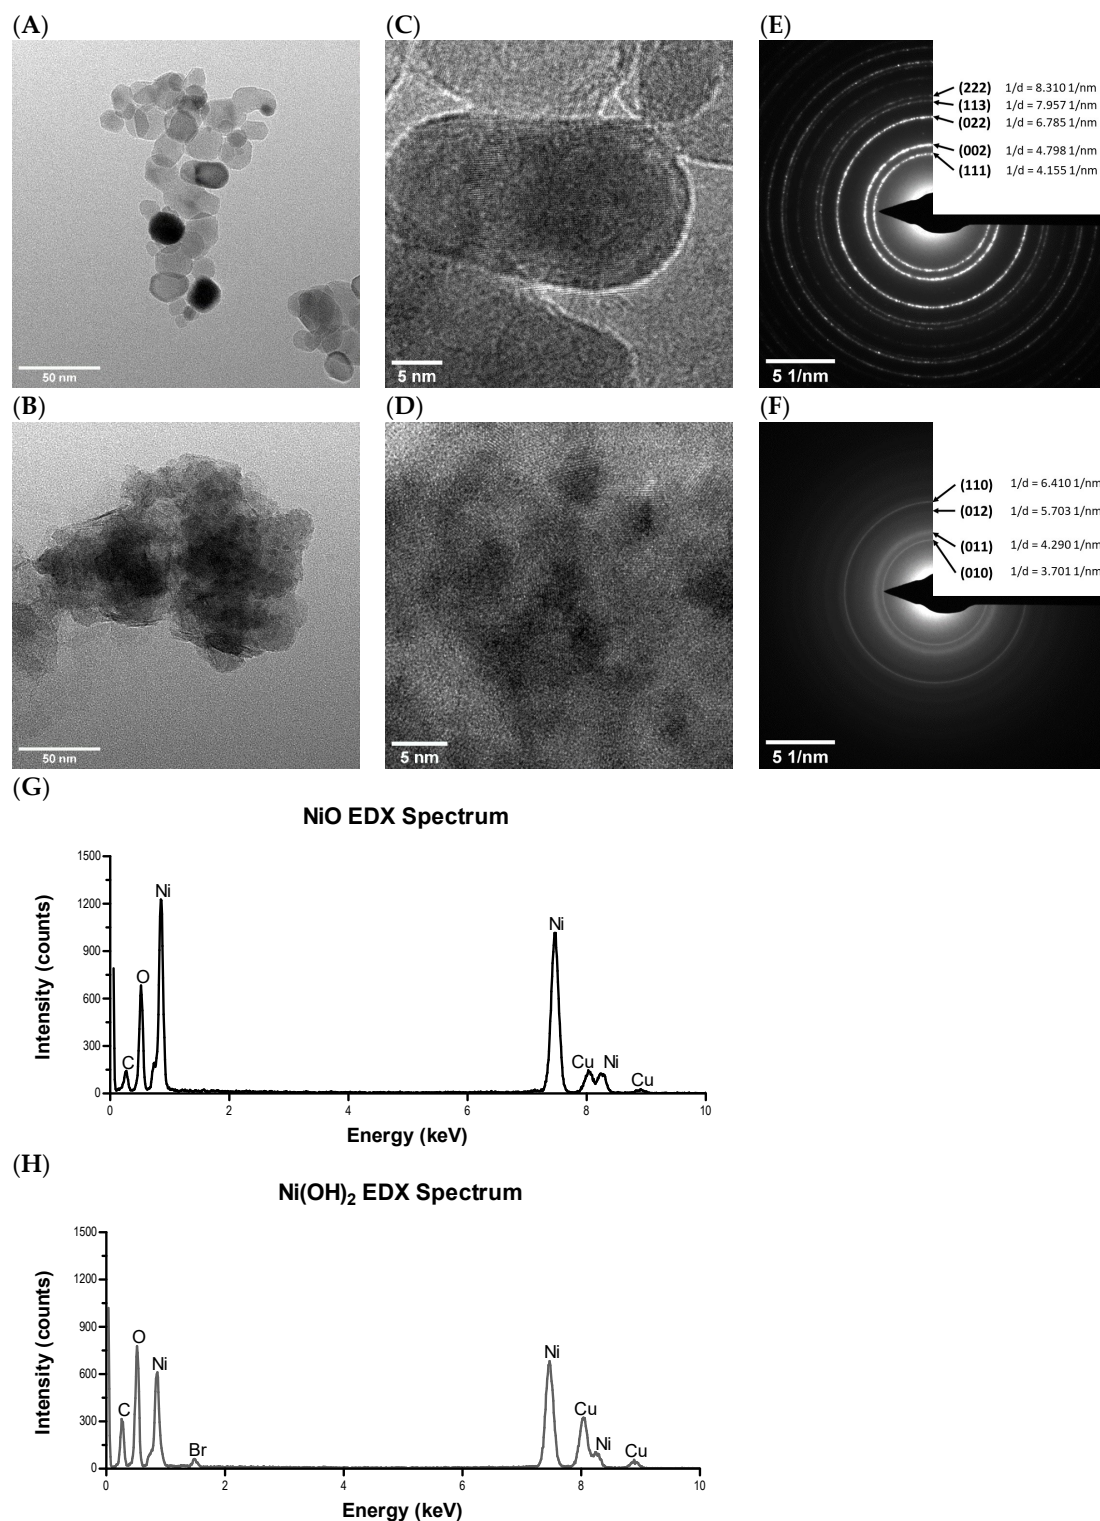 (A)
(C)
(E)
(222) 1/d = 8.310 1/nm
(113) 1/d = 7.957 1/nm
(022) 1/d = 6.785 1/nm
(002) 1/d = 4.798 1/nm
(111) 1/d = 4.155 1/nm
50 nm
5 nm
5 1/nm
(B)
(D)
(F)
(110) 1/d = 6.410 1/nm
(012) 1/d = 5.703 1/nm
(011) 1/d = 4.290 1/nm
(010) 1/d = 3.701 1/nm
50 nm
5 nm
5 1/nm
(G)
NiO EDX Spectrum
Intensity (counts)
1500
1200
900
600
300
0
C
O
Ni
Ni
Cu
Ni
Cu
0 2 4 6 8 10
Energy (keV)
(H)
Ni(OH)₂ EDX Spectrum
Intensity (counts)
1500
1200
900
600
300
0
C
O
Ni
Br
Ni
Cu
Ni
Cu
0 2 4 6 8 10
Energy (keV)